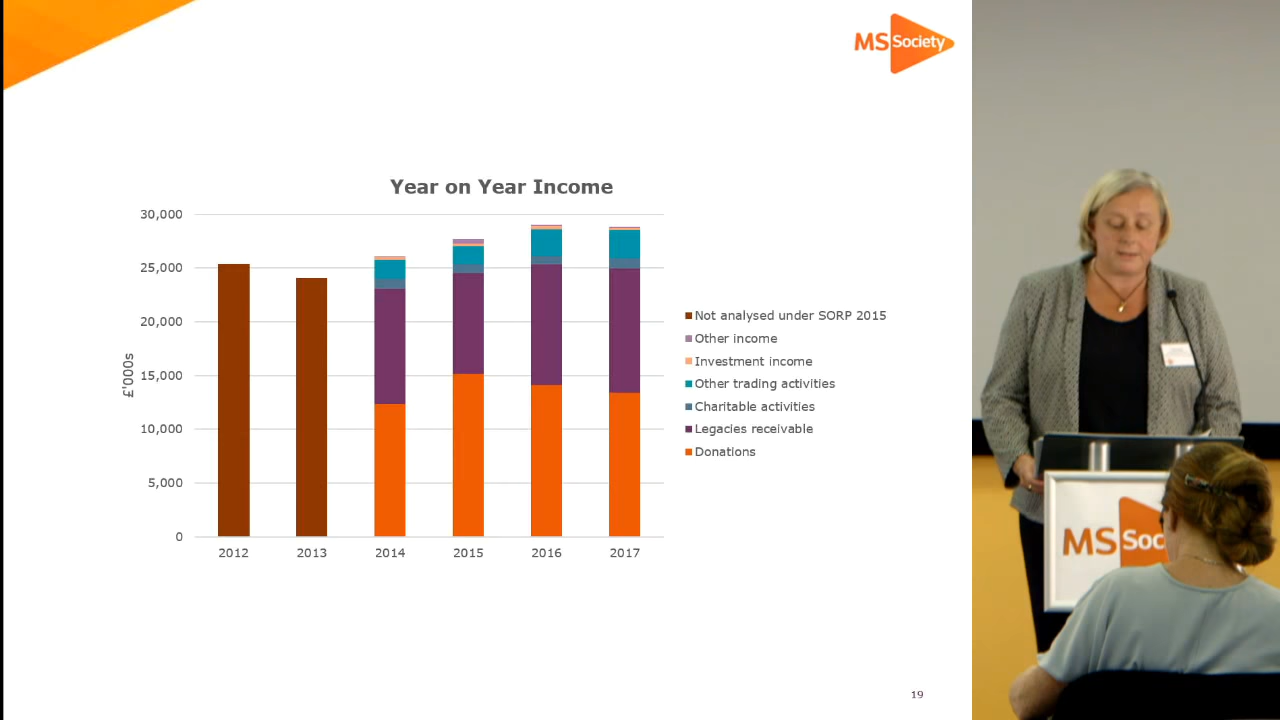 MS Society
Year on Year Income
30,000
25,000
20,000
15,000
10,000
5,000
0
£'000s
2012 2013 2014 2015 2016 2017
Not analysed under SORP 2015
Other income
Investment income
Other trading activities
Charitable activities
Legacies receivable
Donations
19
MS Soc